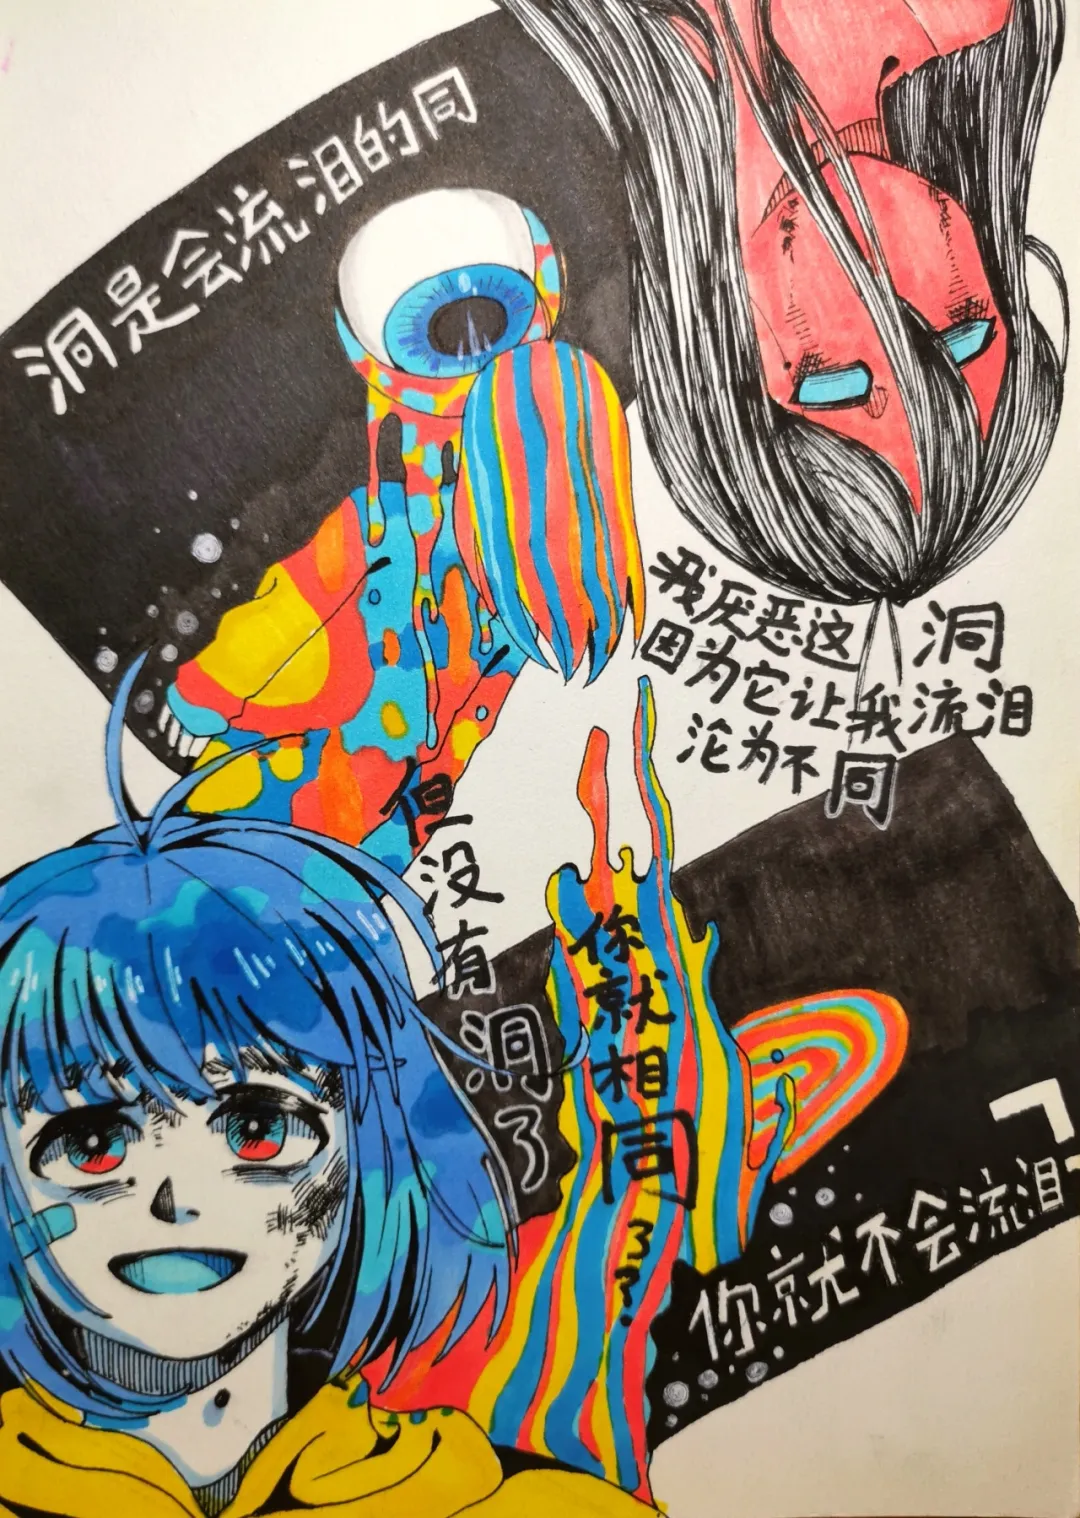 洞是会流泪的同
我厌恶这 洞
因为它让我流泪
沦为不同
但没有洞了
你就相同了?
你就不会流泪